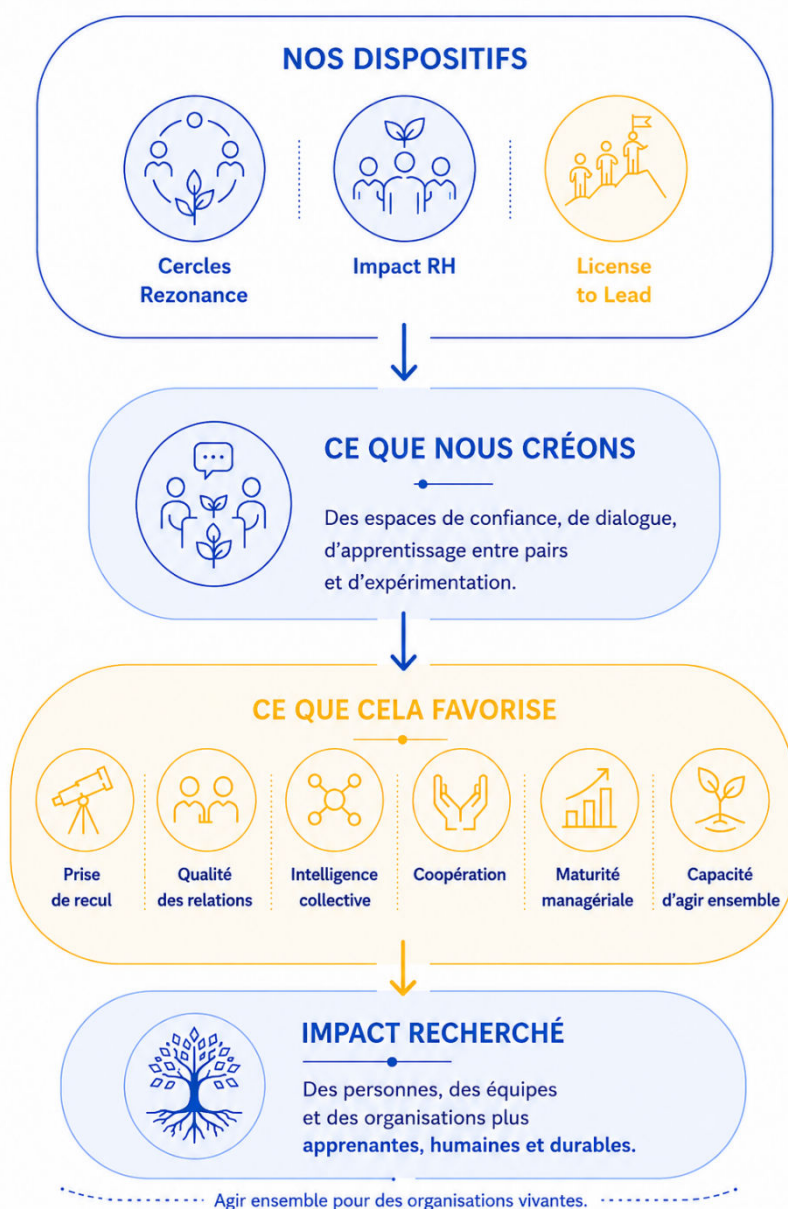 NOS DISPOSITIFS
Cercles
Rezonance
Impact RH
License
to Lead
CE QUE NOUS CRÉONS
Des espaces de confiance, de dialogue,
d'apprentissage entre pairs
et d'expérimentation.
CE QUE CELA FAVORISE
Prise
de recul
Qualité
des relations
Intelligence
collective
Coopération
Maturité
managériale
Capacité
d'agir ensemble
IMPACT RECHERCHÉ
Des personnes, des équipes
et des organisations plus
apprenantes, humaines et durables.
Agir ensemble pour des organisations vivantes.